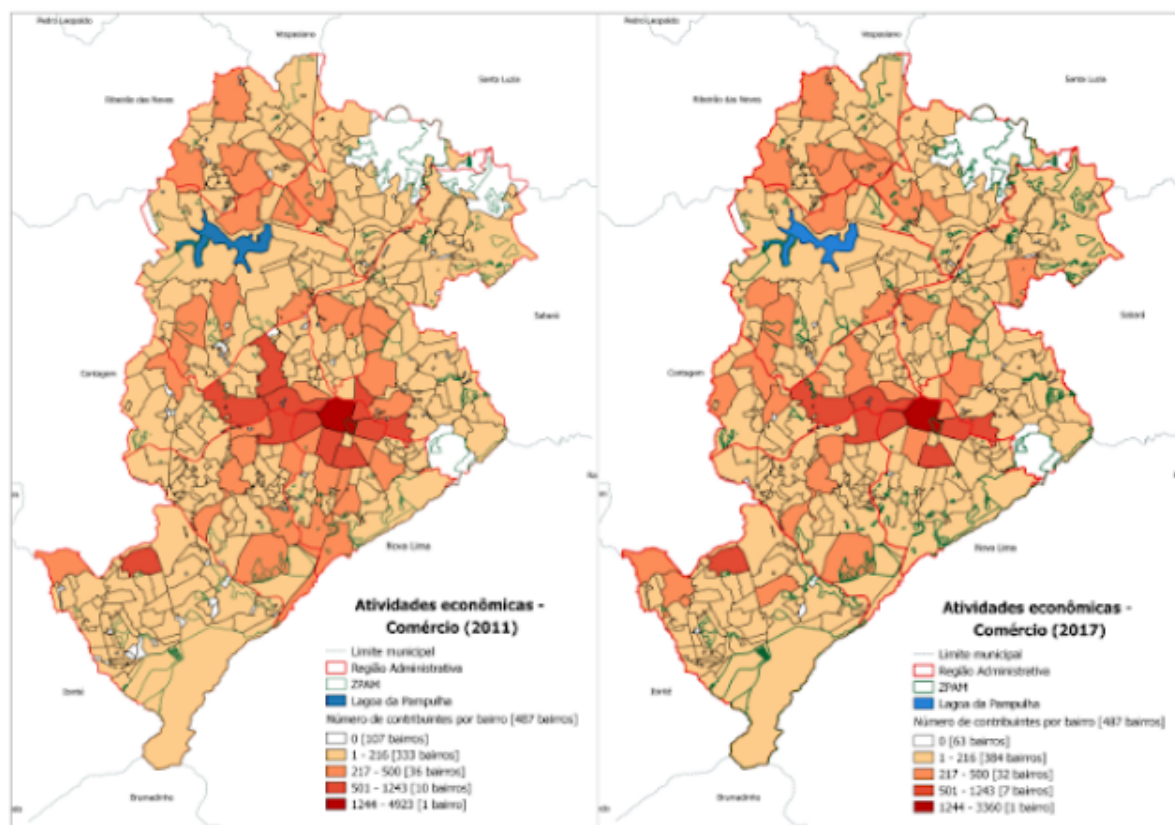 Pedro Leopoldo
Vespasiano
Santa Luzia
Ribeirão das Neves
Sabará
Contagem
Nova Lima
Ibirité
Brumadinho
Atividades econômicas -
Comércio (2011)
Limite municipal
Região Administrativa
ZPAM
Lagoa da Pampulha
Número de contribuintes por bairro [487 bairros]
0 [107 bairros]
1 - 216 [333 bairros]
217 - 500 [36 bairros]
501 - 1243 [10 bairros]
1244 - 4923 [1 bairro]
Pedro Leopoldo
Vespasiano
Santa Luzia
Ribeirão das Neves
Sabará
Contagem
Nova Lima
Ibirité
Brumadinho
Atividades econômicas -
Comércio (2017)
Limite municipal
Região Administrativa
ZPAM
Lagoa da Pampulha
Número de contribuintes por bairro [487 bairros]
0 [63 bairros]
1 - 216 [384 bairros]
217 - 500 [32 bairros]
501 - 1243 [7 bairros]
1244 - 3360 [1 bairro]